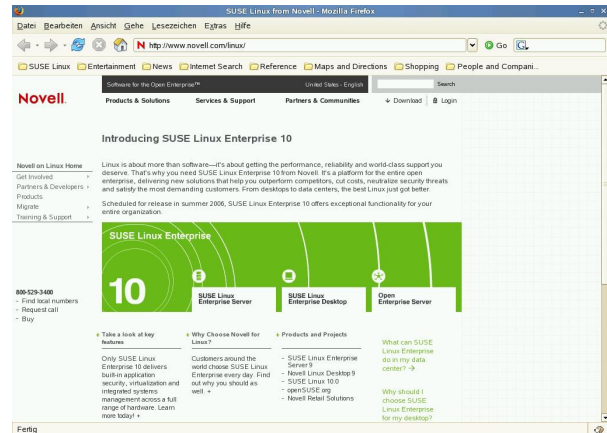 SUSE Linux from Novell - Mozilla Firefox
Datei Bearbeiten Ansicht Gehe Lesezeichen Extras Hilfe
N http://www.novell.com/linux/ Go G
SUSE Linux Entertainment News Internet Search Reference Maps and Directions Shopping People and Compani...
Software for the Open Enterprise™ United States - English Search
Novell.
Products & Solutions Services & Support Partners & Communities Download Login
Introducing SUSE Linux Enterprise 10
Novell on Linux Home
Get Involved
Partners & Developers
Products
Migrate
Training & Support
Linux is about more than software—it's about getting the performance, reliability and world-class support you
deserve. That's why you need SUSE Linux Enterprise 10 from Novell. It's a platform for the entire open
enterprise, delivering new solutions that help you outperform competitors, cut costs, neutralize security threats
and satisfy the most demanding customers. From desktops to data centers, the best Linux just got better.
Scheduled for release in summer 2006, SUSE Linux Enterprise 10 offers exceptional functionality for your
entire organization.
SUSE Linux Enterprise
10
SUSE Linux
Enterprise Server
SUSE Linux
Enterprise Desktop
Open
Enterprise Server
800-529-3400
- Find local numbers
- Request call
- Buy
Take a look at key
features
Only SUSE Linux
Enterprise 10 delivers
built-in application
security, virtualization and
integrated systems
management across a full
range of hardware. Learn
more today! +
Why Choose Novell for
Linux?
Customers around the
world choose SUSE Linux
Enterprise every day. Find
out why you should as
well. +
Products and Projects
- SUSE Linux Enterprise
Server 9
- Novell Linux Desktop 9
- SUSE Linux 10.0
- openSUSE.org
- Novell Retail Solutions
What can SUSE
Linux Enterprise
do in my data
center? →
Why should I
choose SUSE
Linux Enterprise
for my desktop?
Fertig